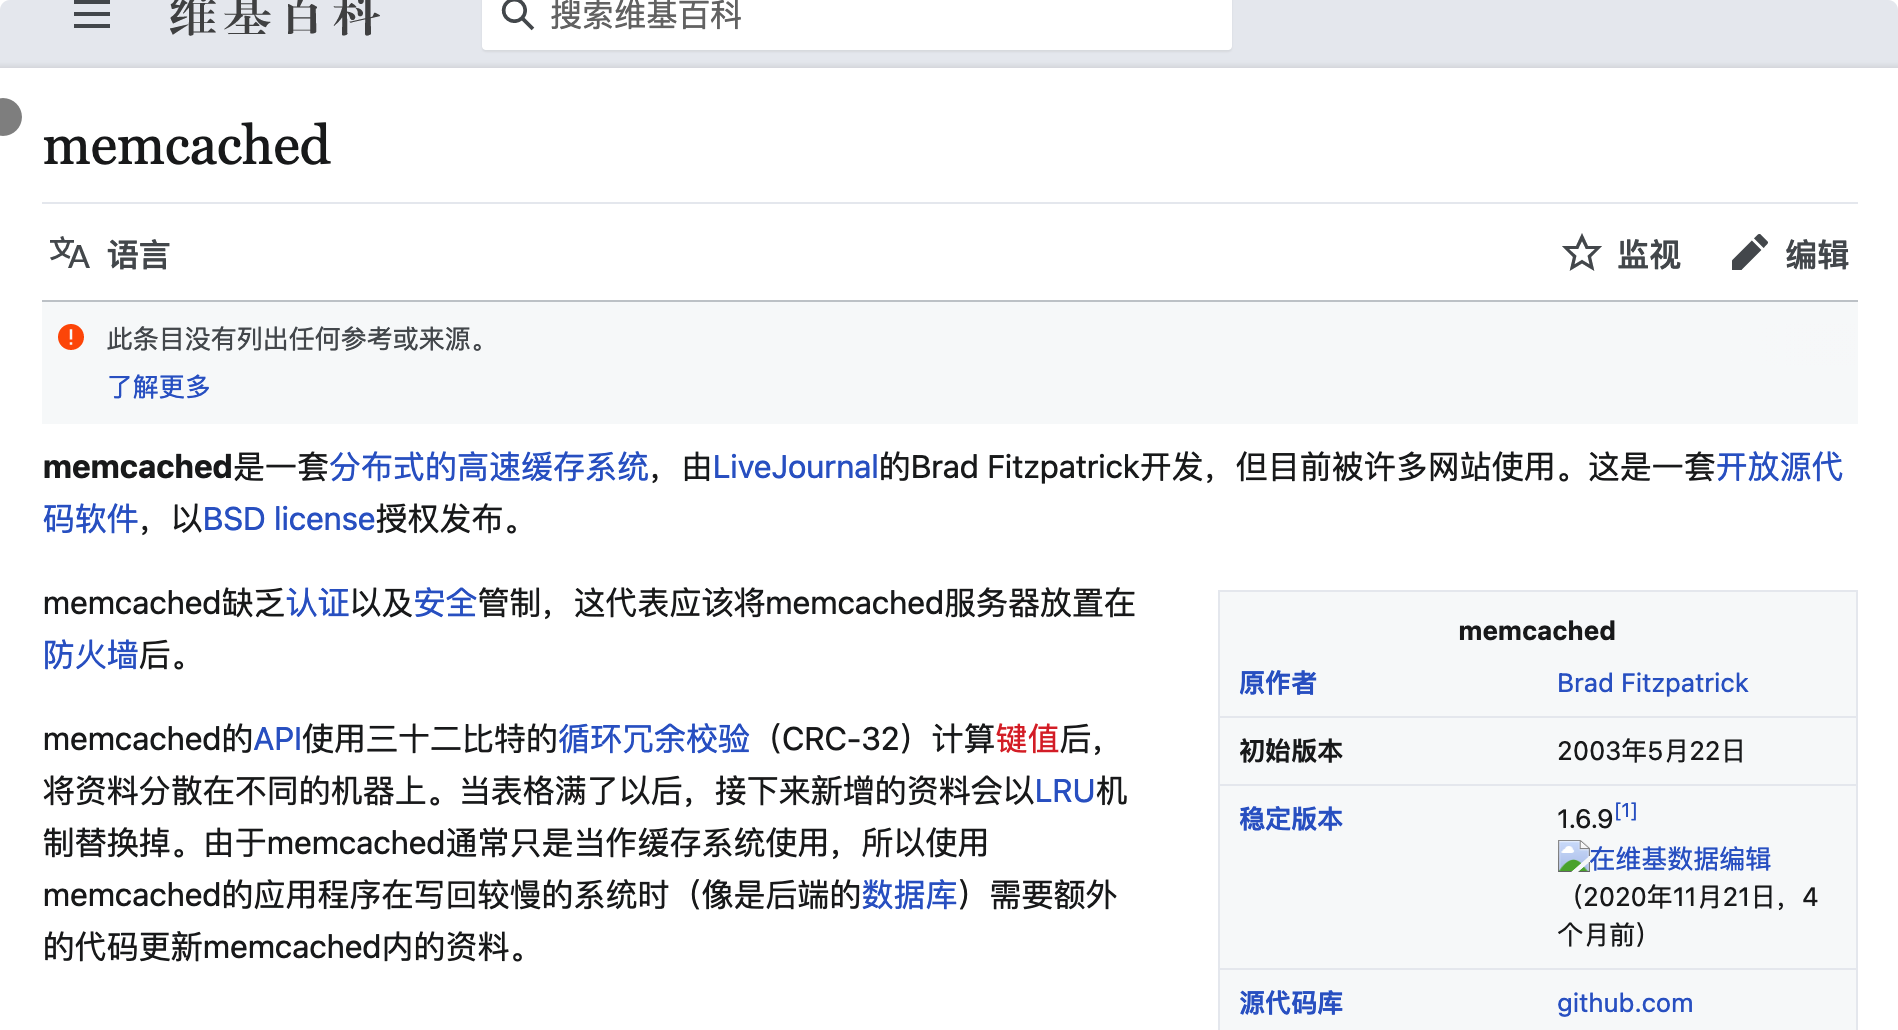 维基百科
搜索维基百科
memcached
语言
监视
编辑
此条目没有列出任何参考或来源。
了解更多
memcached是一套分布式的高速缓存系统，由LiveJournal的Brad Fitzpatrick开发，但目前被许多网站使用。这是一套开放源代
码软件，以BSD license授权发布。
memcached缺乏认证以及安全管制，这代表应该将memcached服务器放置在
防火墙后。
memcached的API使用三十二比特的循环冗余校验（CRC-32）计算键值后，
将资料分散在不同的机器上。当表格满了以后，接下来新增的资料会以LRU机
制替换掉。由于memcached通常只是当作缓存系统使用，所以使用
memcached的应用程序在写回较慢的系统时（像是后端的数据库）需要额外
的代码更新memcached内的资料。
memcached
原作者 Brad Fitzpatrick
初始版本 2003年5月22日
稳定版本 1.6.9[1]
在维基数据编辑
（2020年11月21日，4
个月前）
源代码库 github.com